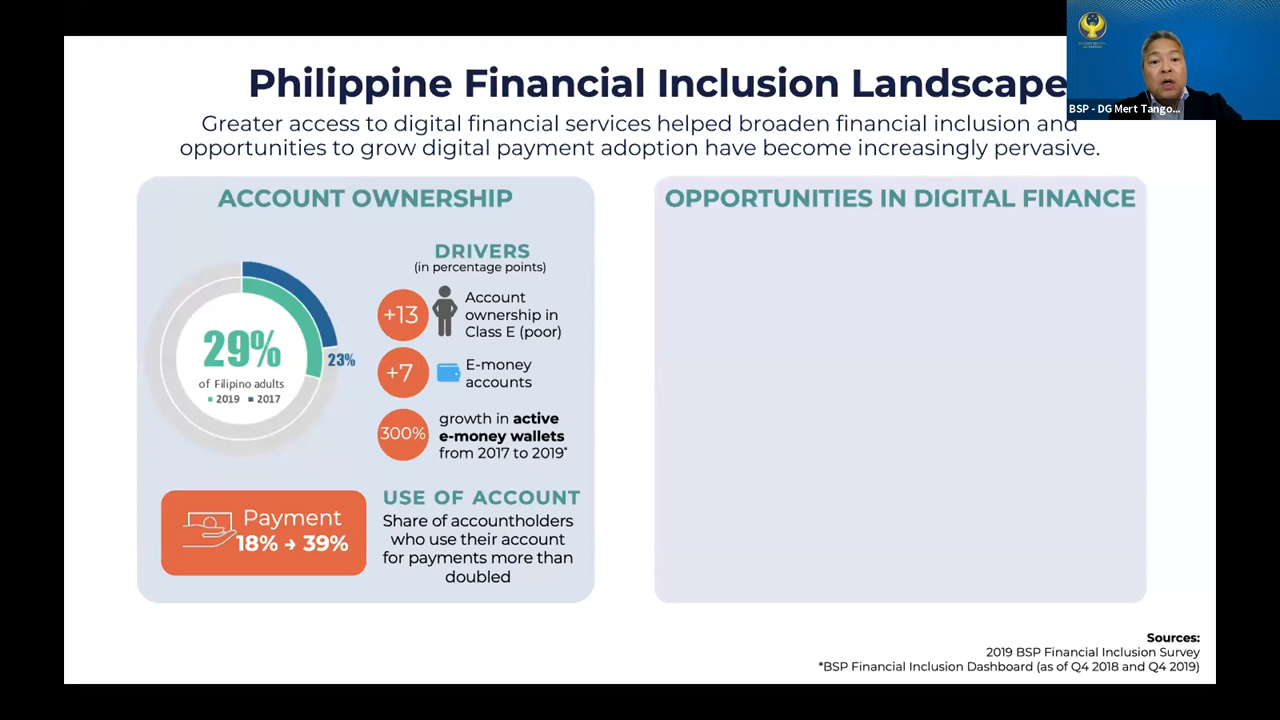 Philippine Financial Inclusion Landscape
Greater access to digital financial services helped broaden financial inclusion and
opportunities to grow digital payment adoption have become increasingly pervasive.
BSP - DG Mert Tango...
ACCOUNT OWNERSHIP
29%
of Filipino adults
2019 2017
23%
DRIVERS
(in percentage points)
+13
Account
ownership in
Class E (poor)
+7
E-money
accounts
300%
growth in active
e-money wallets
from 2017 to 2019*
Payment
18% → 39%
USE OF ACCOUNT
Share of accountholders
who use their account
for payments more than
doubled
OPPORTUNITIES IN DIGITAL FINANCE
Sources:
2019 BSP Financial Inclusion Survey
*BSP Financial Inclusion Dashboard (as of Q4 2018 and Q4 2019)